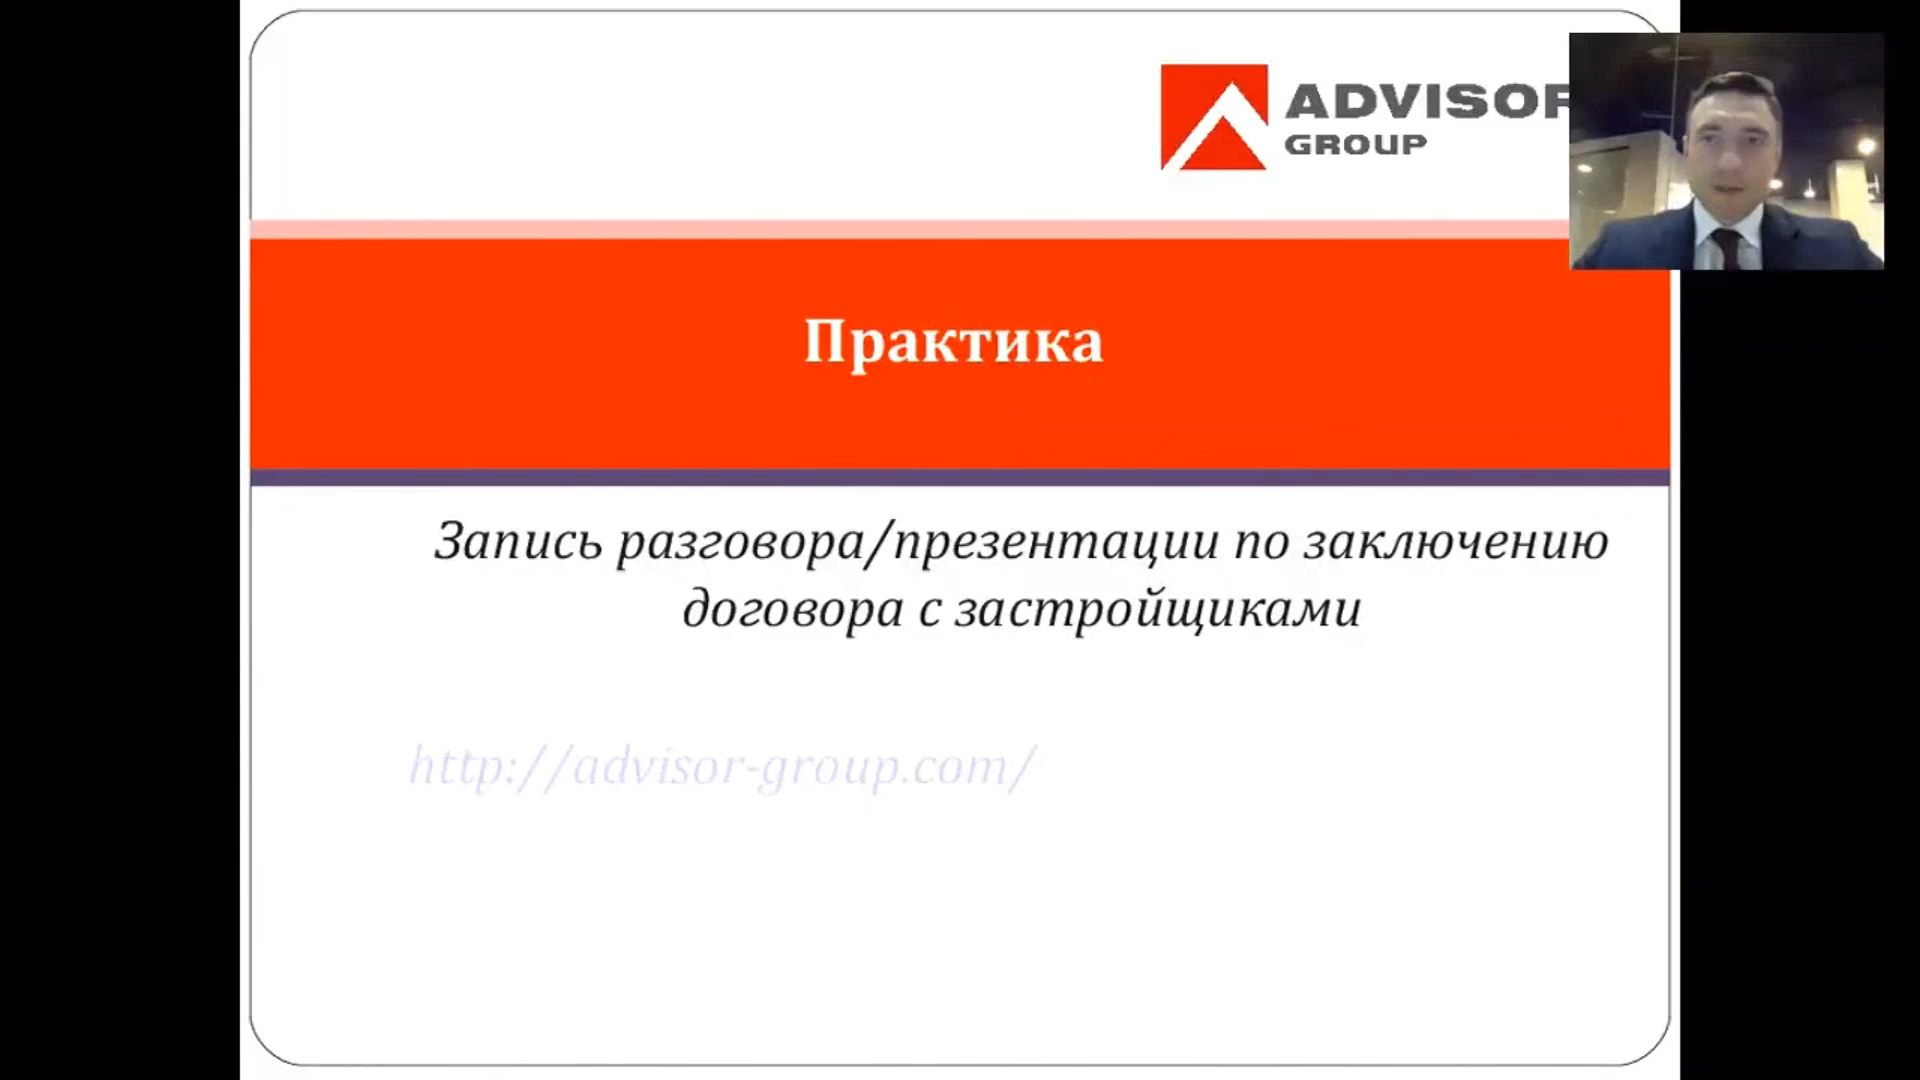 ADVISOR
GROUP
Практика
Запись разговора/презентации по заключению
договора с застройщиками
http://advisor-group.com/